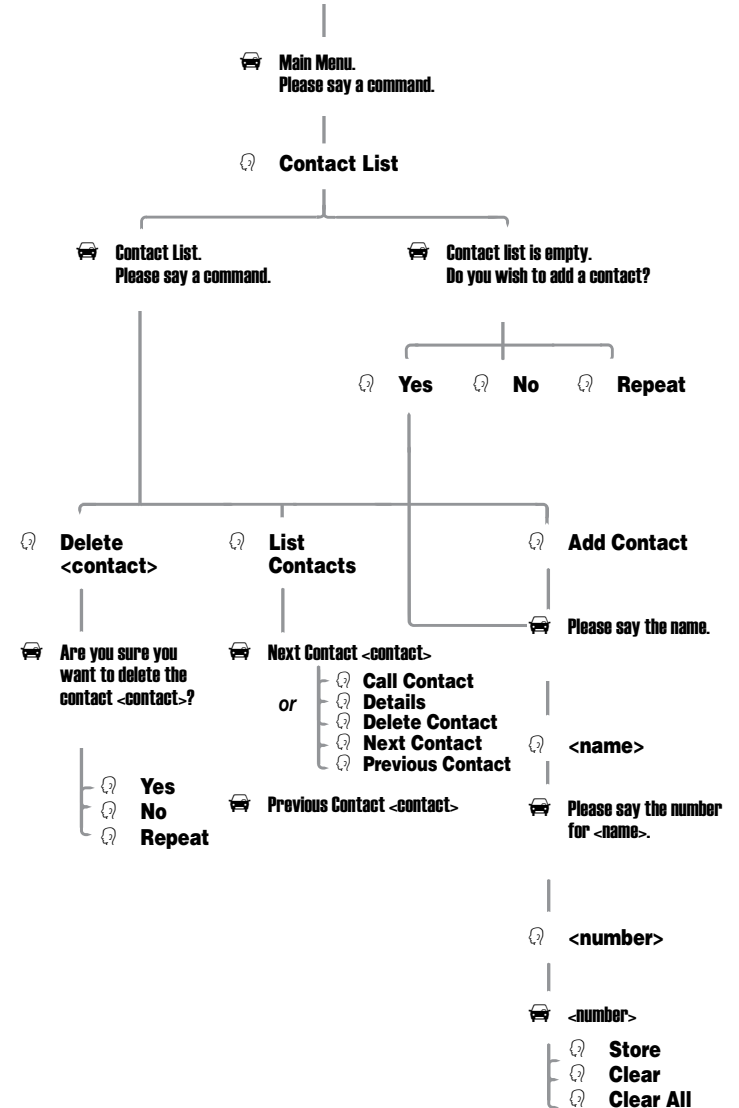 Main Menu.
Please say a command.
Contact List
Contact List.
Please say a command.
Contact list is empty.
Do you wish to add a contact?
Yes
No
Repeat
Delete
<contact>
List
Contacts
Add Contact
Please say the name.
Are you sure you
want to delete the
contact <contact>?
Next Contact <contact>
or
Call Contact
Details
Delete Contact
Next Contact
Previous Contact
<name>
Yes
No
Repeat
Previous Contact <contact>
Please say the number
for <name>.
<number>
<number>
Store
Clear
Clear All